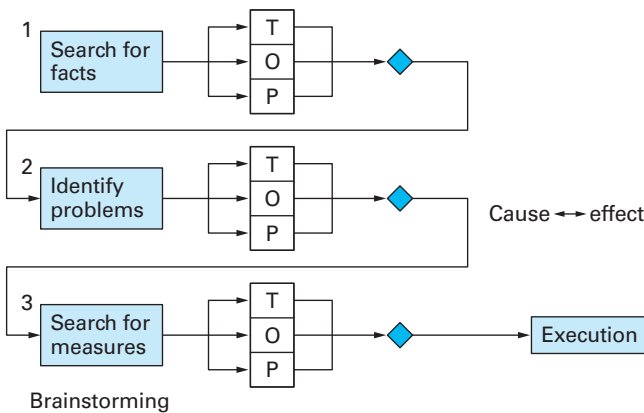 1
Search for
facts
T
O
P
2
Identify
problems
T
O
P
Cause ↔ effect
3
Search for
measures
T
O
P
Execution
Brainstorming